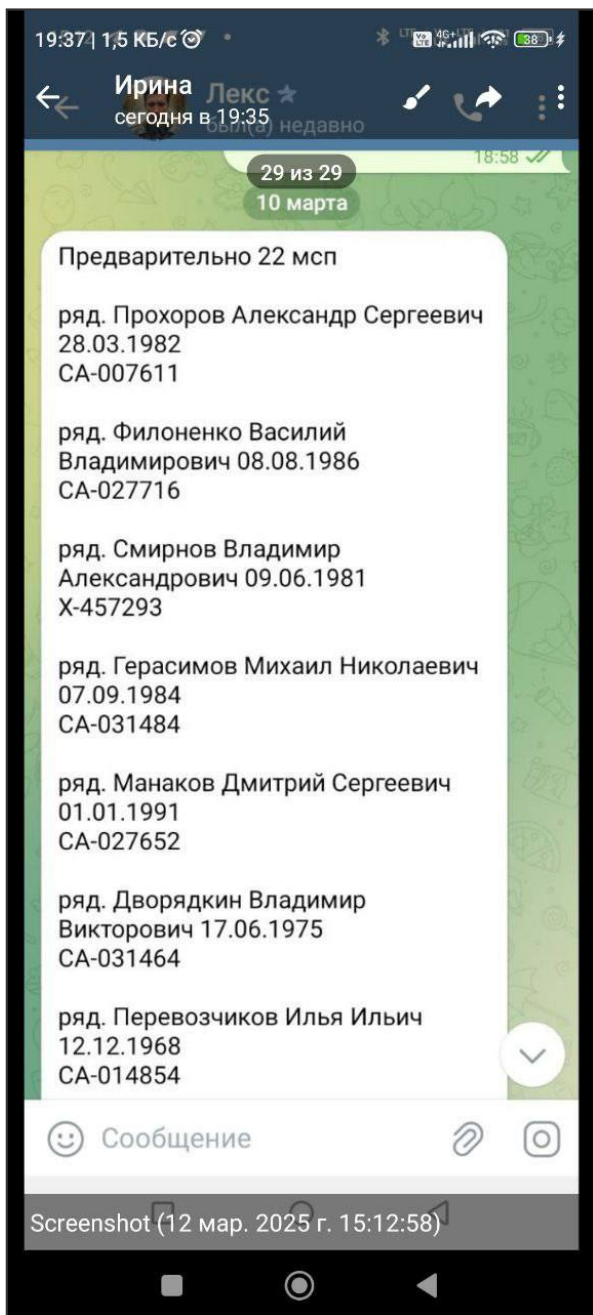 19:37 | 1,5 КБ/с
38
Ирина
Лекс
сегодня в 19:35
был(а) недавно
18:58
29 из 29
10 марта
Предварительно 22 мсп
ряд. Прохоров Александр Сергеевич
28.03.1982
СА-007611
ряд. Филоненко Василий
Владимирович 08.08.1986
СА-027716
ряд. Смирнов Владимир
Александрович 09.06.1981
Х-457293
ряд. Герасимов Михаил Николаевич
07.09.1984
СА-031484
ряд. Манаков Дмитрий Сергеевич
01.01.1991
СА-027652
ряд. Дворядкин Владимир
Викторович 17.06.1975
СА-031464
ряд. Перевозчиков Илья Ильич
12.12.1968
СА-014854
Сообщение
Screenshot (12 мар. 2025 г. 15:12:58)